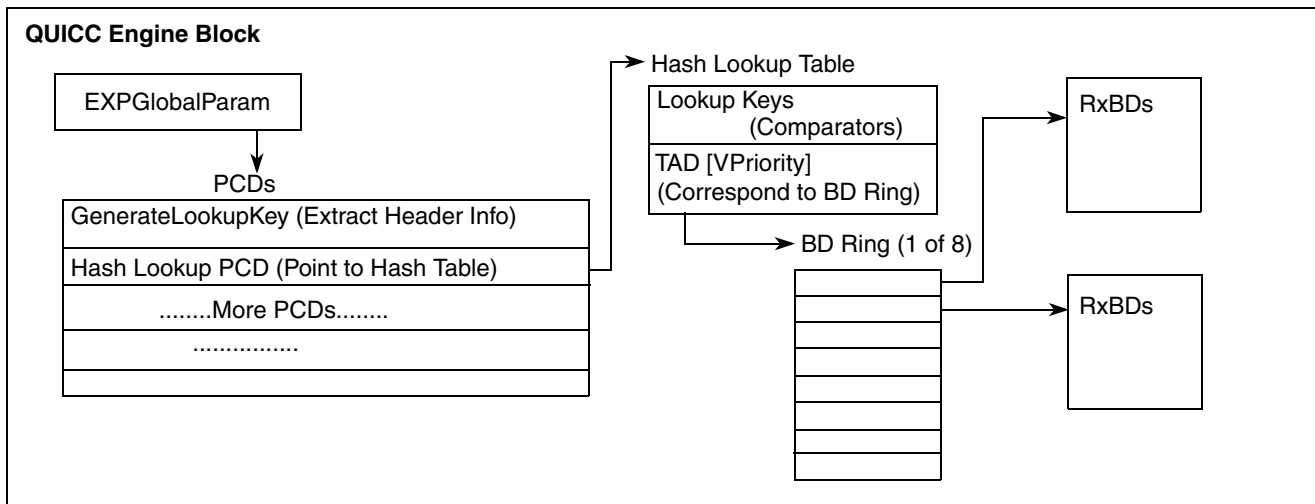 QUICC Engine Block
EXPGlobalParam
PCDs
GenerateLookupKey (Extract Header Info)
Hash Lookup PCD (Point to Hash Table)
........More PCDs........
................
Hash Lookup Table
Lookup Keys
(Comparators)
TAD [VPriority]
(Correspond to BD Ring)
BD Ring (1 of 8)
RxBDs
RxBDs